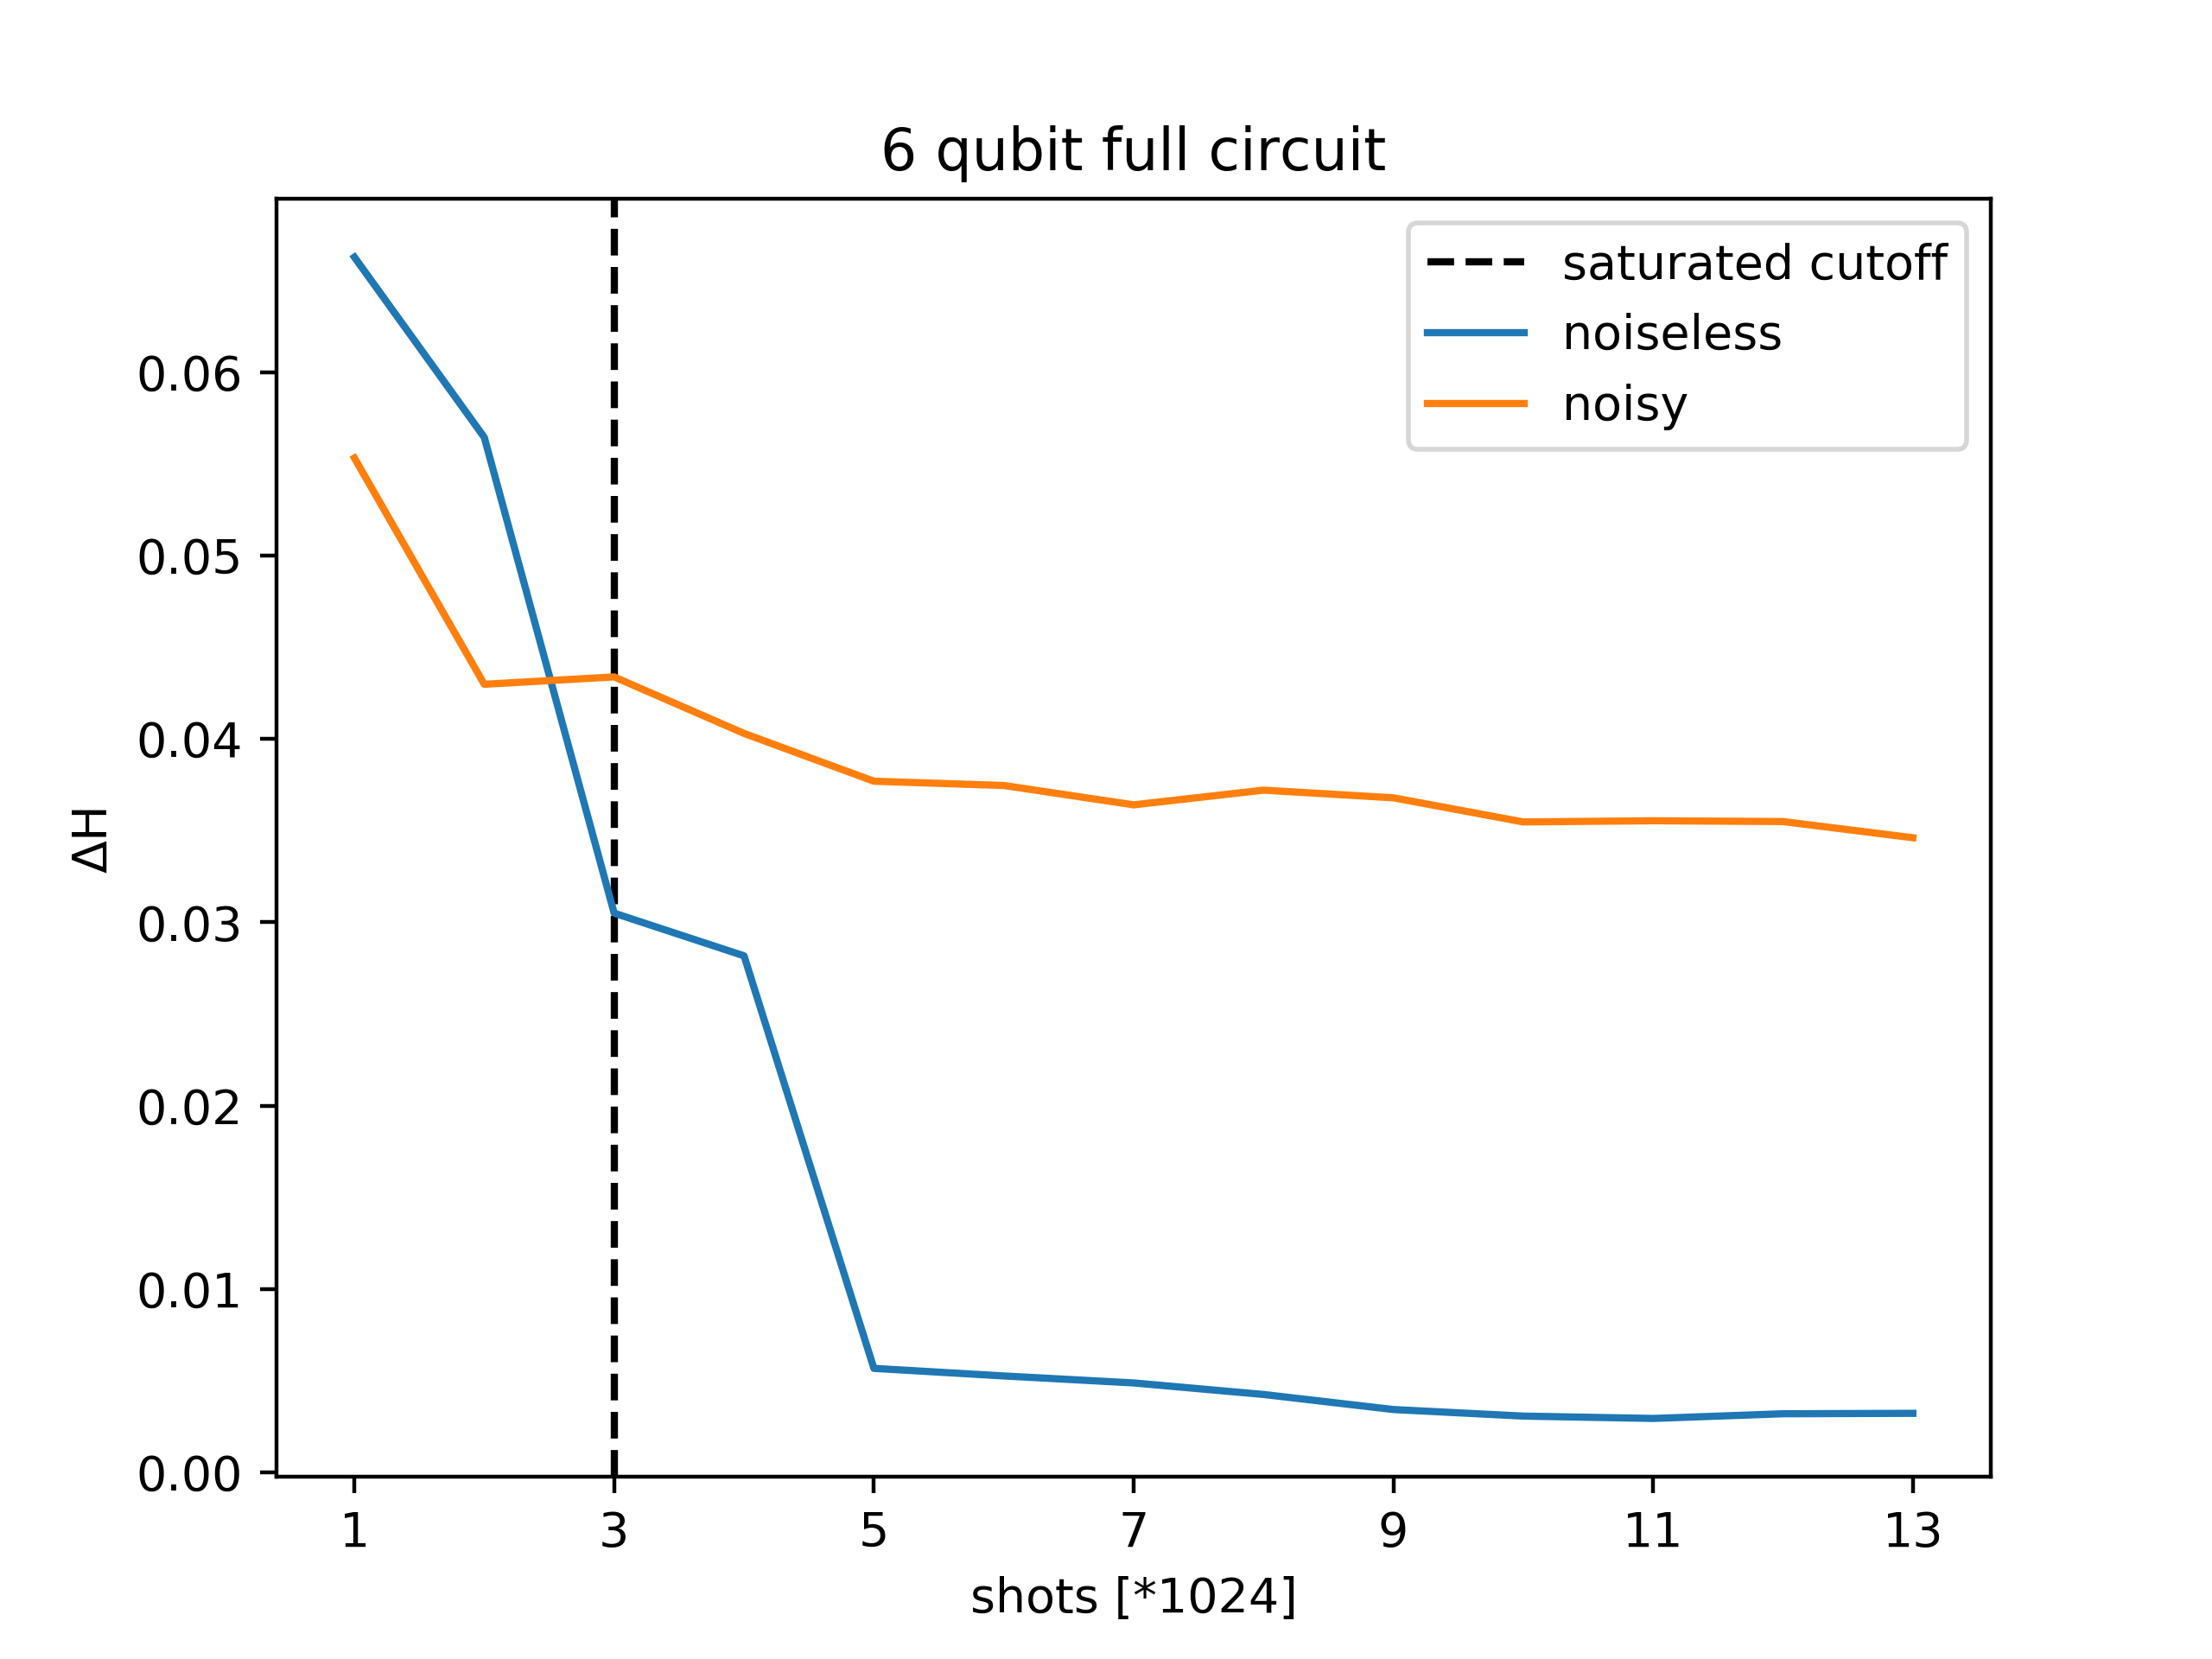 6 qubit full circuit
saturated cutoff
noiseless
noisy
0.06
0.05
0.04
0.03
0.02
0.01
0.00
ΔH
1 3 5 7 9 11 13
shots [*1024]